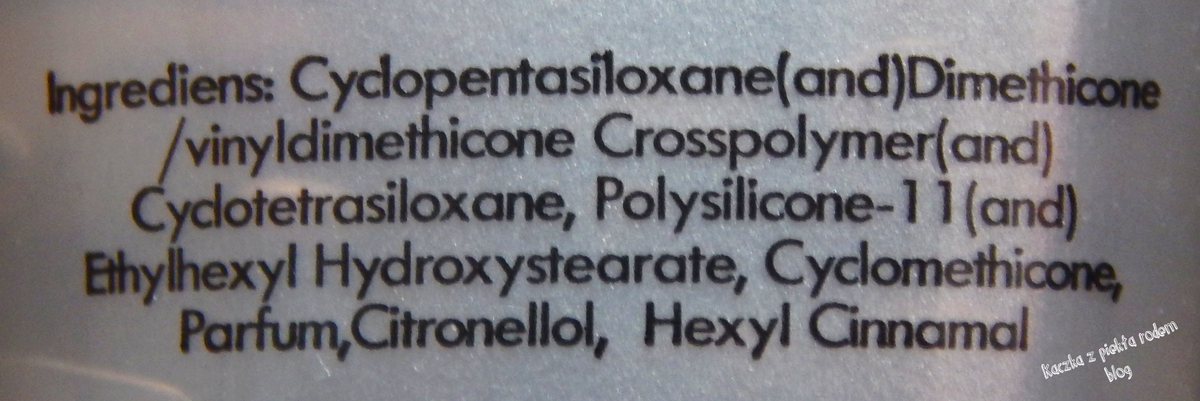 Ingrediens: Cyclopentasiloxane(and)Dimethicone
/vinyldimethicone Crosspolymer(and)
Cyclotetrasiloxane, Polysilicone-11(and)
Ethylhexyl Hydroxystearate, Cyclomethicone,
Parfum,Citronellol, Hexyl Cinnamal
Kaczka z piekła rodem
blog